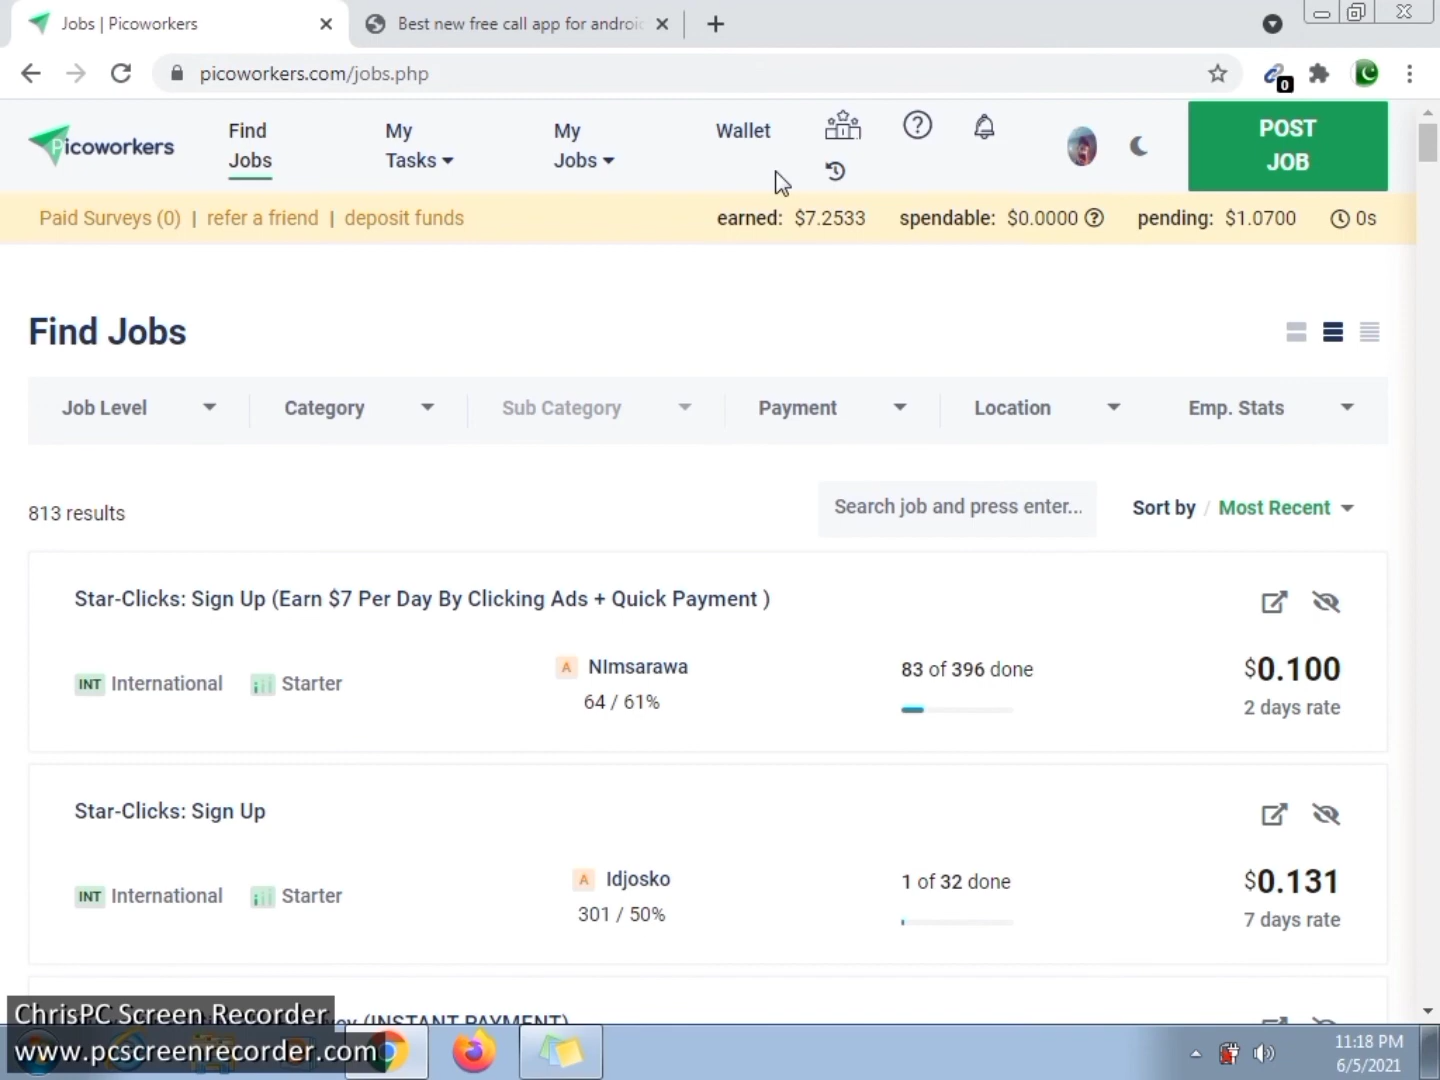 Jobs | Picoworkers
Best new free call app for androi
picoworkers.com/jobs.php
0
Picoworkers
Find
Jobs
My
Tasks
My
Jobs
Wallet
POST
JOB
Paid Surveys (0) | refer a friend | deposit funds
earned: $7.2533 spendable: $0.0000 pending: $1.0700 0s
Find Jobs
Job Level Category Sub Category Payment Location Emp. Stats
813 results
Search job and press enter...
Sort by / Most Recent
Star-Clicks: Sign Up (Earn $7 Per Day By Clicking Ads + Quick Payment )
INT International Starter
A NImsarawa
64 / 61%
83 of 396 done
$0.100
2 days rate
Star-Clicks: Sign Up
INT International Starter
A Idjosko
301 / 50%
1 of 32 done
$0.131
7 days rate
(INSTANT PAYMENT)
ChrisPC Screen Recorder
www.pcscreenrecorder.com
11:18 PM
6/5/2021